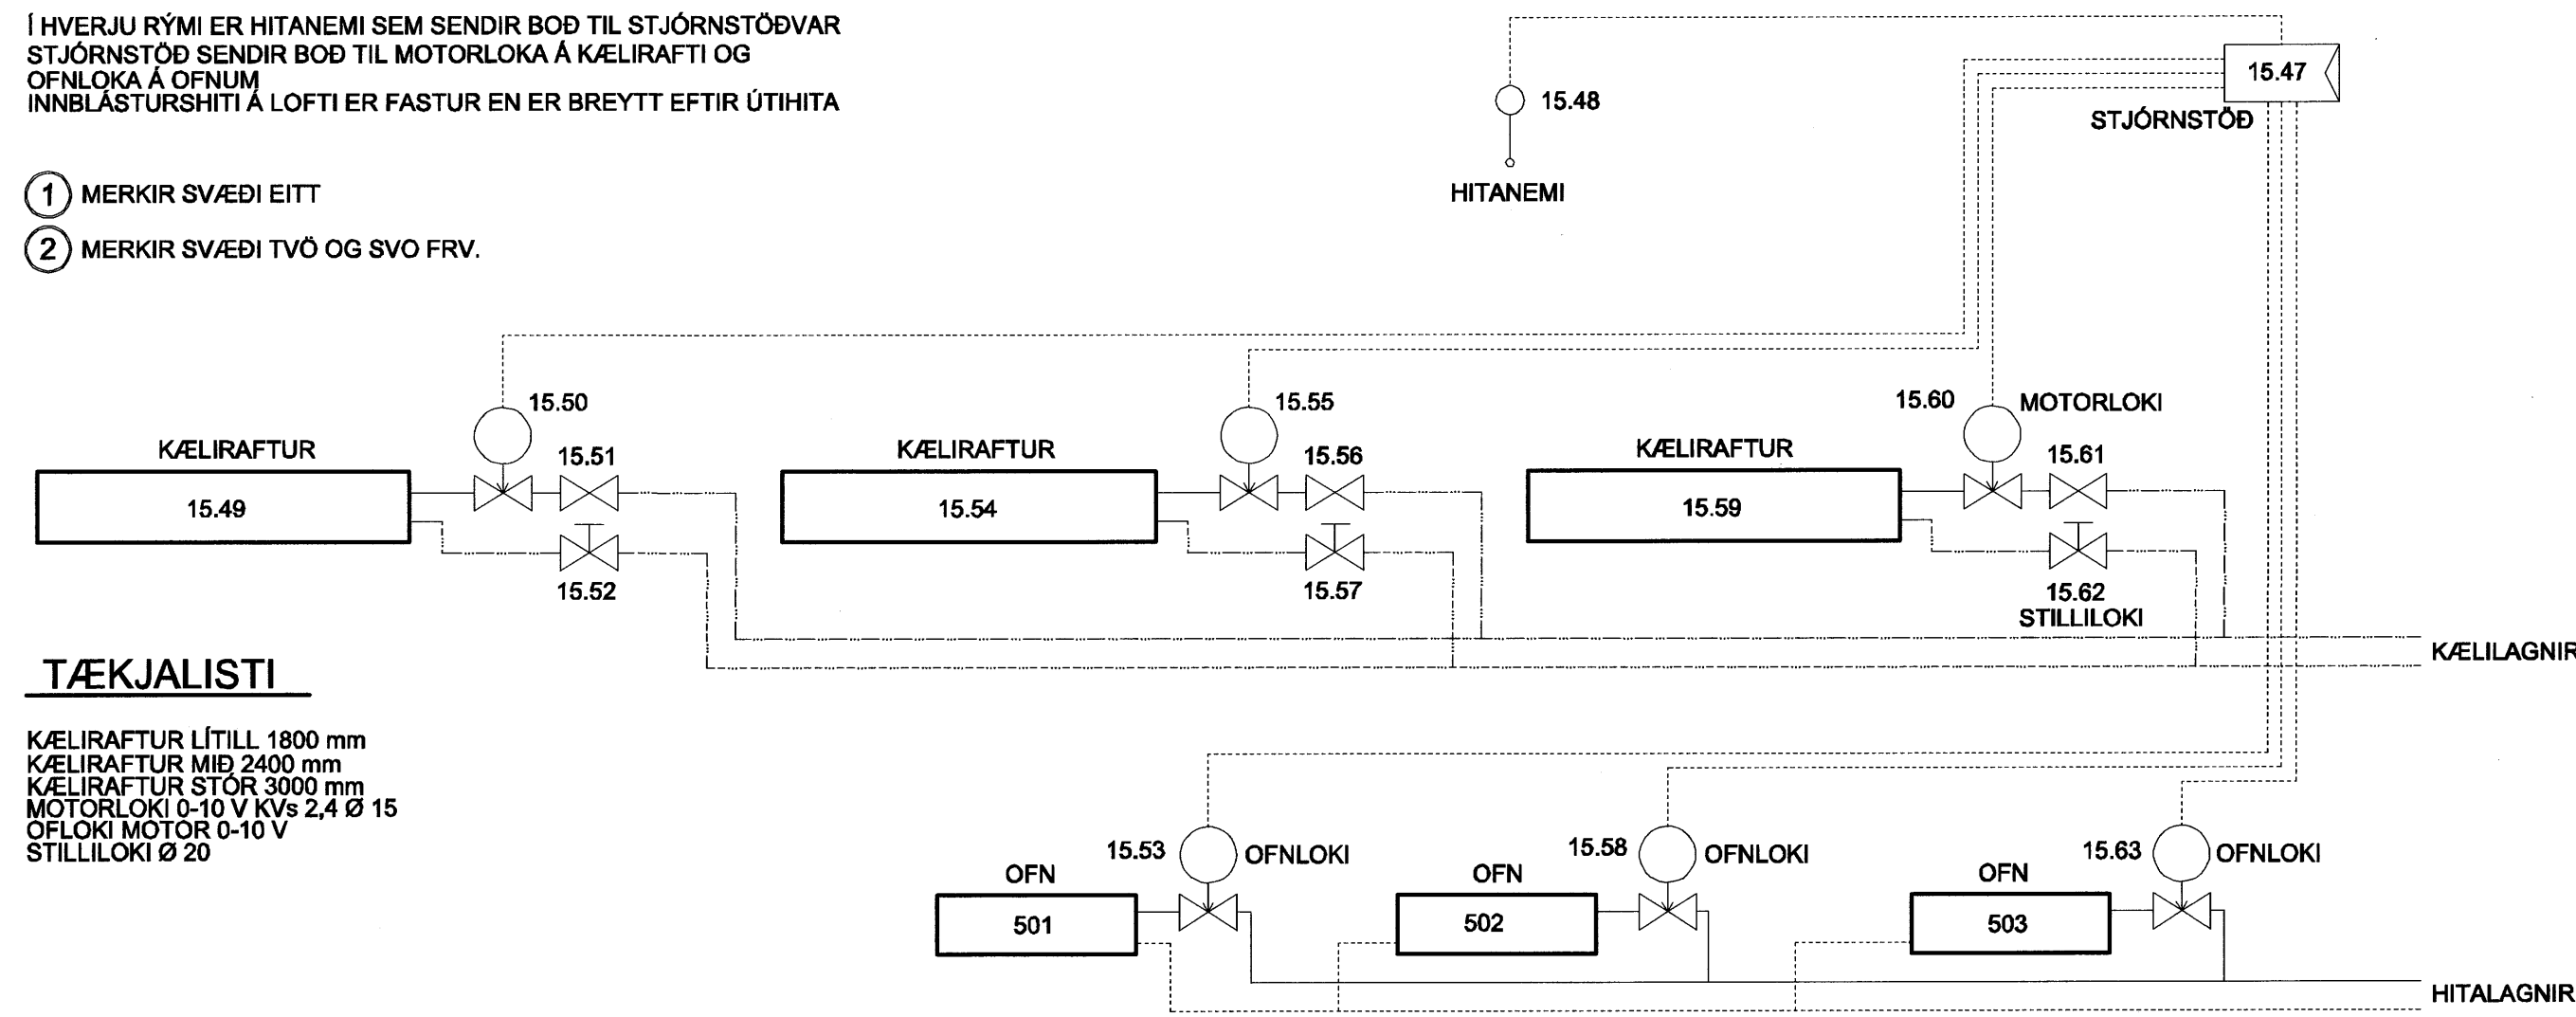 Í HVERJU RÝMI ER HITANEMI SEM SENDIR BOÐ TIL STJÓRNSTÖÐVAR
STJÓRNSTÖÐ SENDIR BOÐ TIL MOTORLOKA Á KÆLIRAFTI OG
OFNLOKA Á OFNUM
INNBLÁSTURSHITI Á LOFTI ER FASTUR EN ER BREYTT EFTIR ÚTIHITA
1 MERKIR SVÆÐI EITT
2 MERKIR SVÆÐI TVÖ OG SVO FRV.
15.47
STJÓRNSTÖÐ
15.48
HITANEMI
15.50
15.55
15.60
MOTORLOKI
KÆLIRAFTUR
15.51
KÆLIRAFTUR
15.56
KÆLIRAFTUR
15.61
15.49
15.54
15.59
15.52
15.57
15.62
STILLILOKI
KÆLILAGNIR
TÆKJALISTI
KÆLIRAFTUR LÍTILL 1800 mm
KÆLIRAFTUR MIÐ 2400 mm
KÆLIRAFTUR STÓR 3000 mm
MOTORLOKI 0-10 V KVs 2,4 Ø 15
OFLOKI MOTOR 0-10 V
STILLILOKI Ø 20
15.53
OFNLOKI
15.58
OFNLOKI
15.63
OFNLOKI
OFN
OFN
OFN
501
502
503
HITALAGNIR